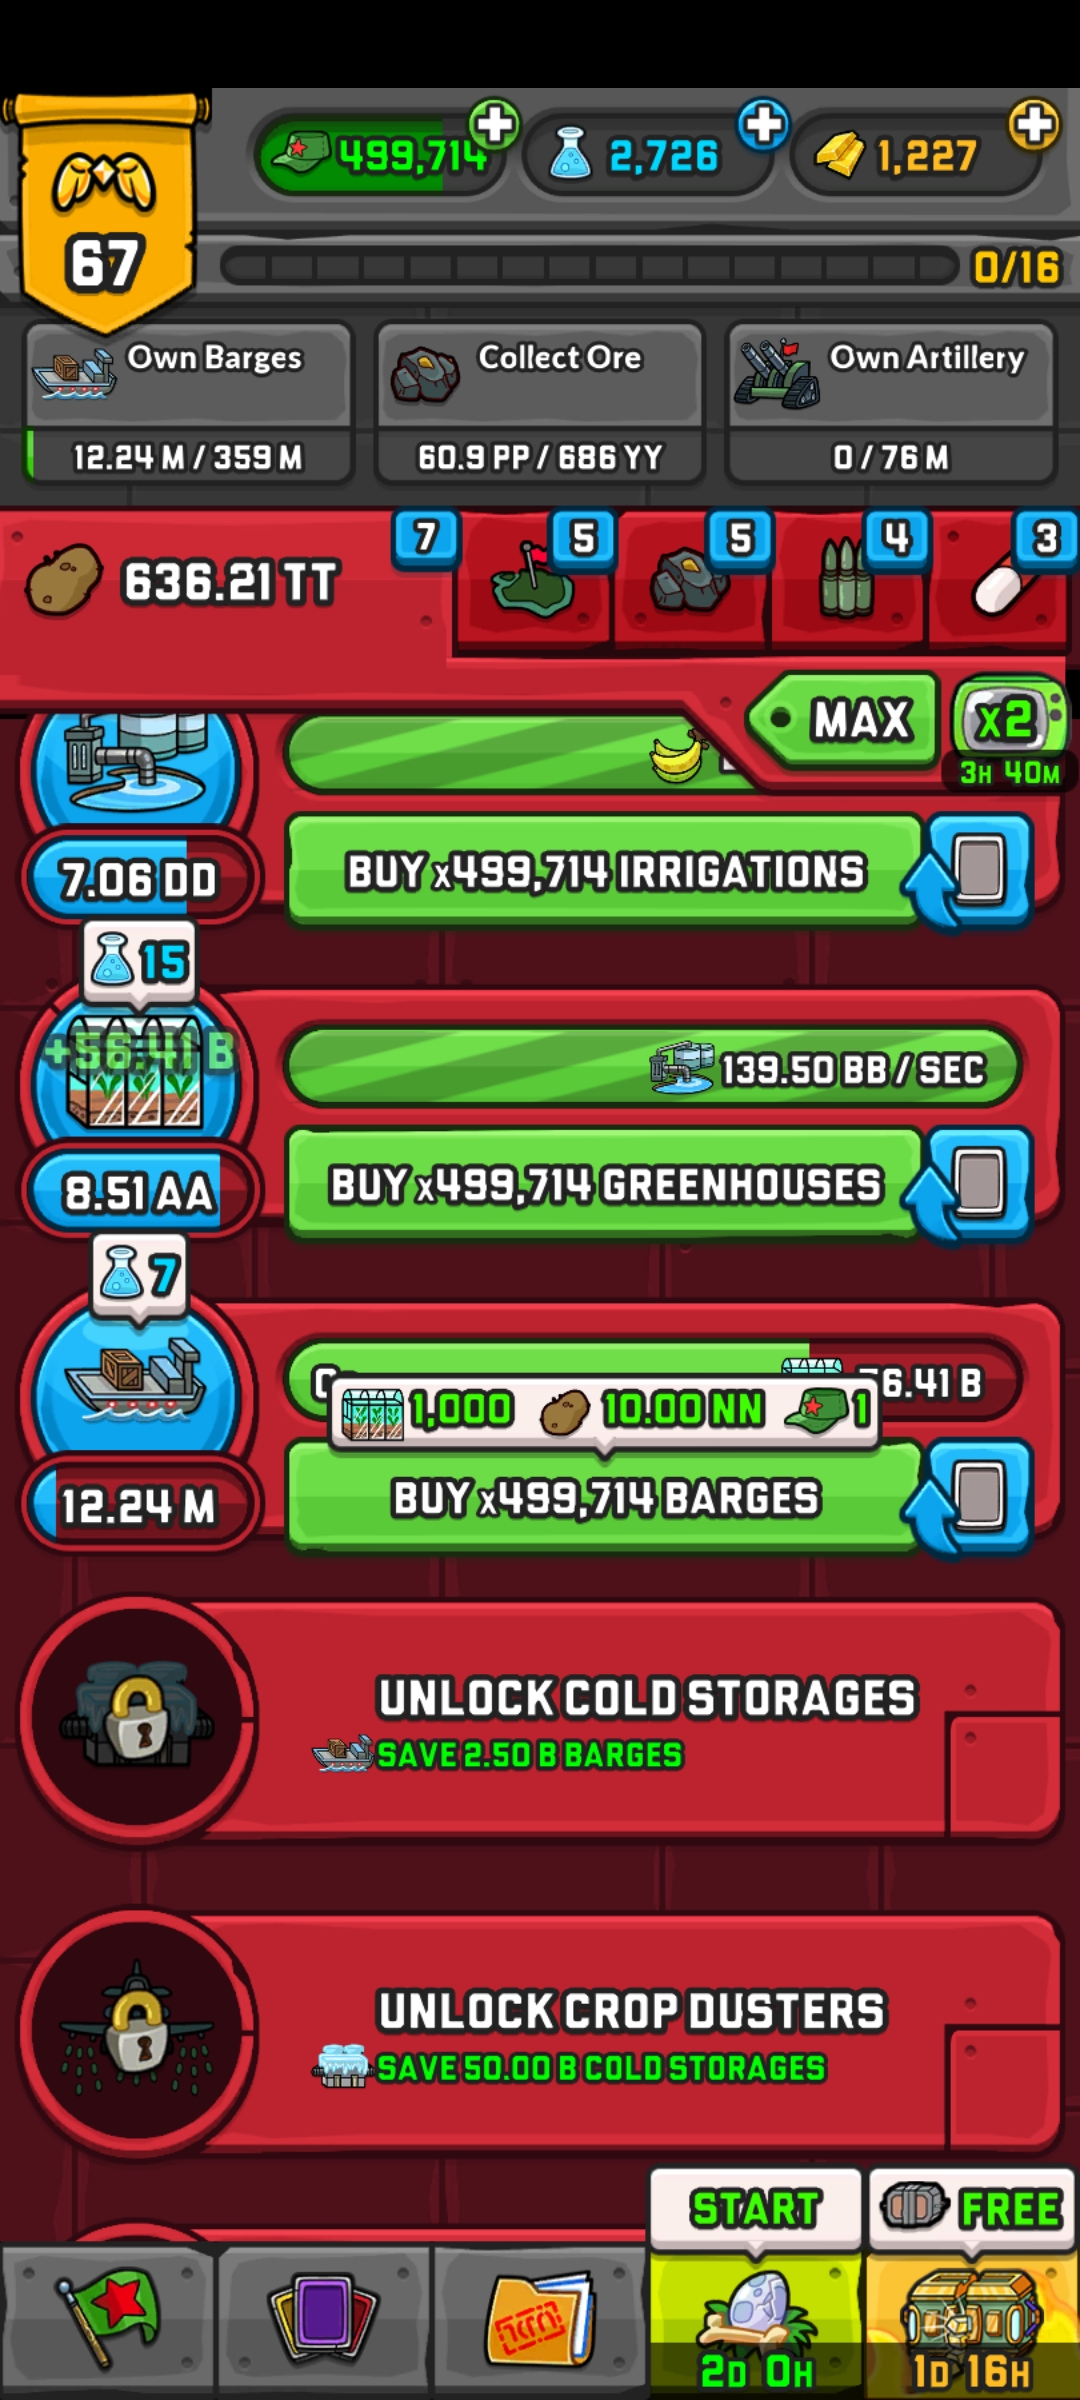 499,714
2,726
1,227
67
0/16
Own Barges
12.24 M / 359 M
Collect Ore
60.9 PP / 686 YY
Own Artillery
0 / 76 M
636.21 TT
7
5
5
4
3
MAX
x2
3H 40M
7.06 DD
BUY x499,714 IRRIGATIONS
15
+56.41 B
139.50 BB / SEC
8.51 AA
BUY x499,714 GREENHOUSES
7
6.41 B
1,000
10.00 NN
1
12.24 M
BUY x499,714 BARGES
UNLOCK COLD STORAGES
SAVE 2.50 B BARGES
UNLOCK CROP DUSTERS
SAVE 50.00 B COLD STORAGES
START
FREE
2D 0H
1D 16H